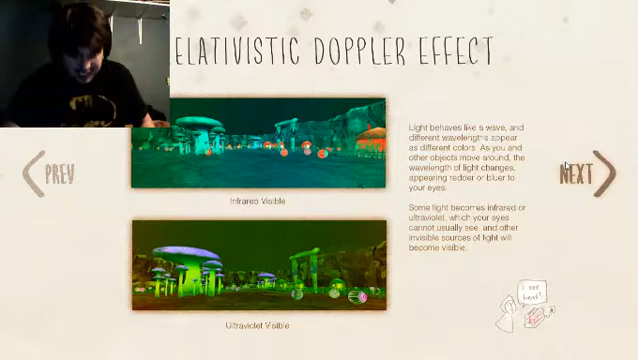 ELATIVISTIC DOPPLER EFFECT
Light behaves like a wave, and
different wavelengths appear
as different colors. As you and
other objects move around, the
wavelength of light changes,
appearing redder or bluer to
your eyes.
Some light becomes infrared or
ultraviolet, which your eyes
cannot usually see, and other
invisible sources of light will
become visible.
PREV
NEXT
Infrared Visible
Ultraviolet Visible
I see
heat!